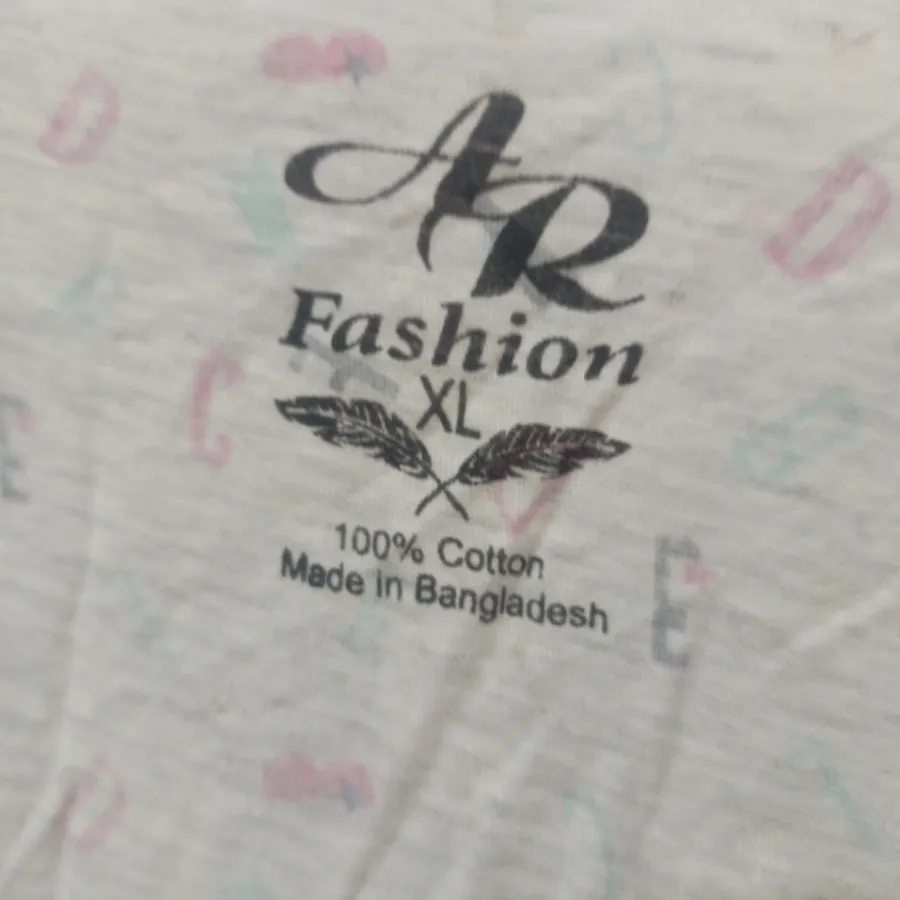 AR
Fashion
XL
100% Cotton
Made in Bangladesh
D
D
C
E
E
D